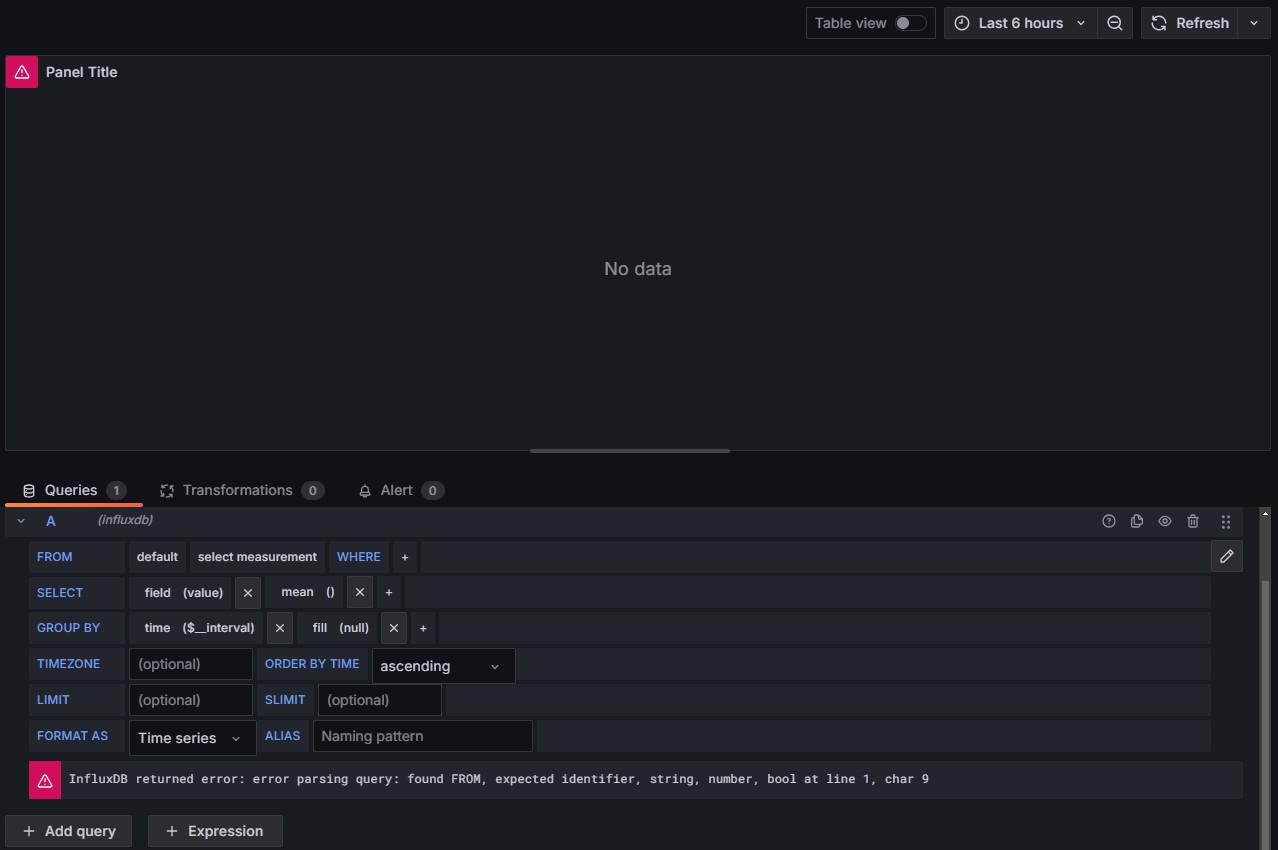 Table view Last 6 hours Refresh
Panel Title
No data
Queries 1 Transformations 0 Alert 0
A (influxdb)
FROM default select measurement WHERE +
SELECT field (value) × mean () × +
GROUP BY time ($__interval) × fill (null) × +
TIMEZONE (optional) ORDER BY TIME ascending
LIMIT (optional) SLIMIT (optional)
FORMAT AS Time series ALIAS Naming pattern
InfluxDB returned error: error parsing query: found FROM, expected identifier, string, number, bool at line 1, char 9
+ Add query + Expression